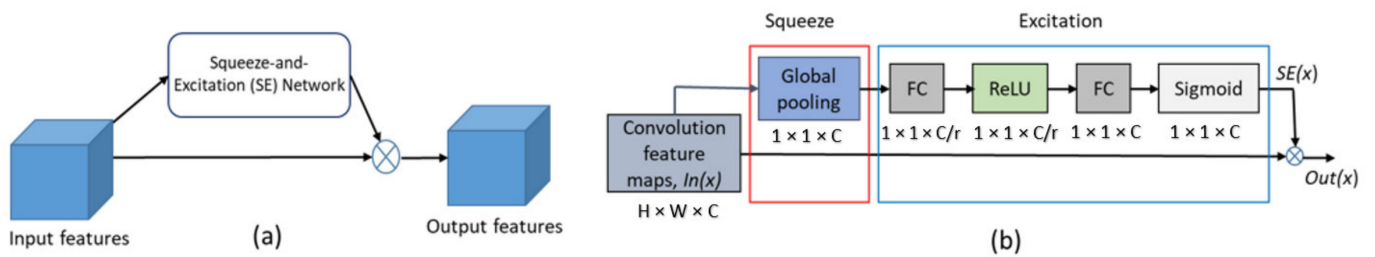 Squeeze-and-
Excitation (SE) Network
Input features
(a)
Output features
Squeeze
Excitation
Global
pooling
1 × 1 × C
FC
1 × 1 × C/r
ReLU
1 × 1 × C/r
FC
1 × 1 × C
Sigmoid
1 × 1 × C
SE(x)
Convolution
feature
maps, In(x)
H × W × C
Out(x)
(b)